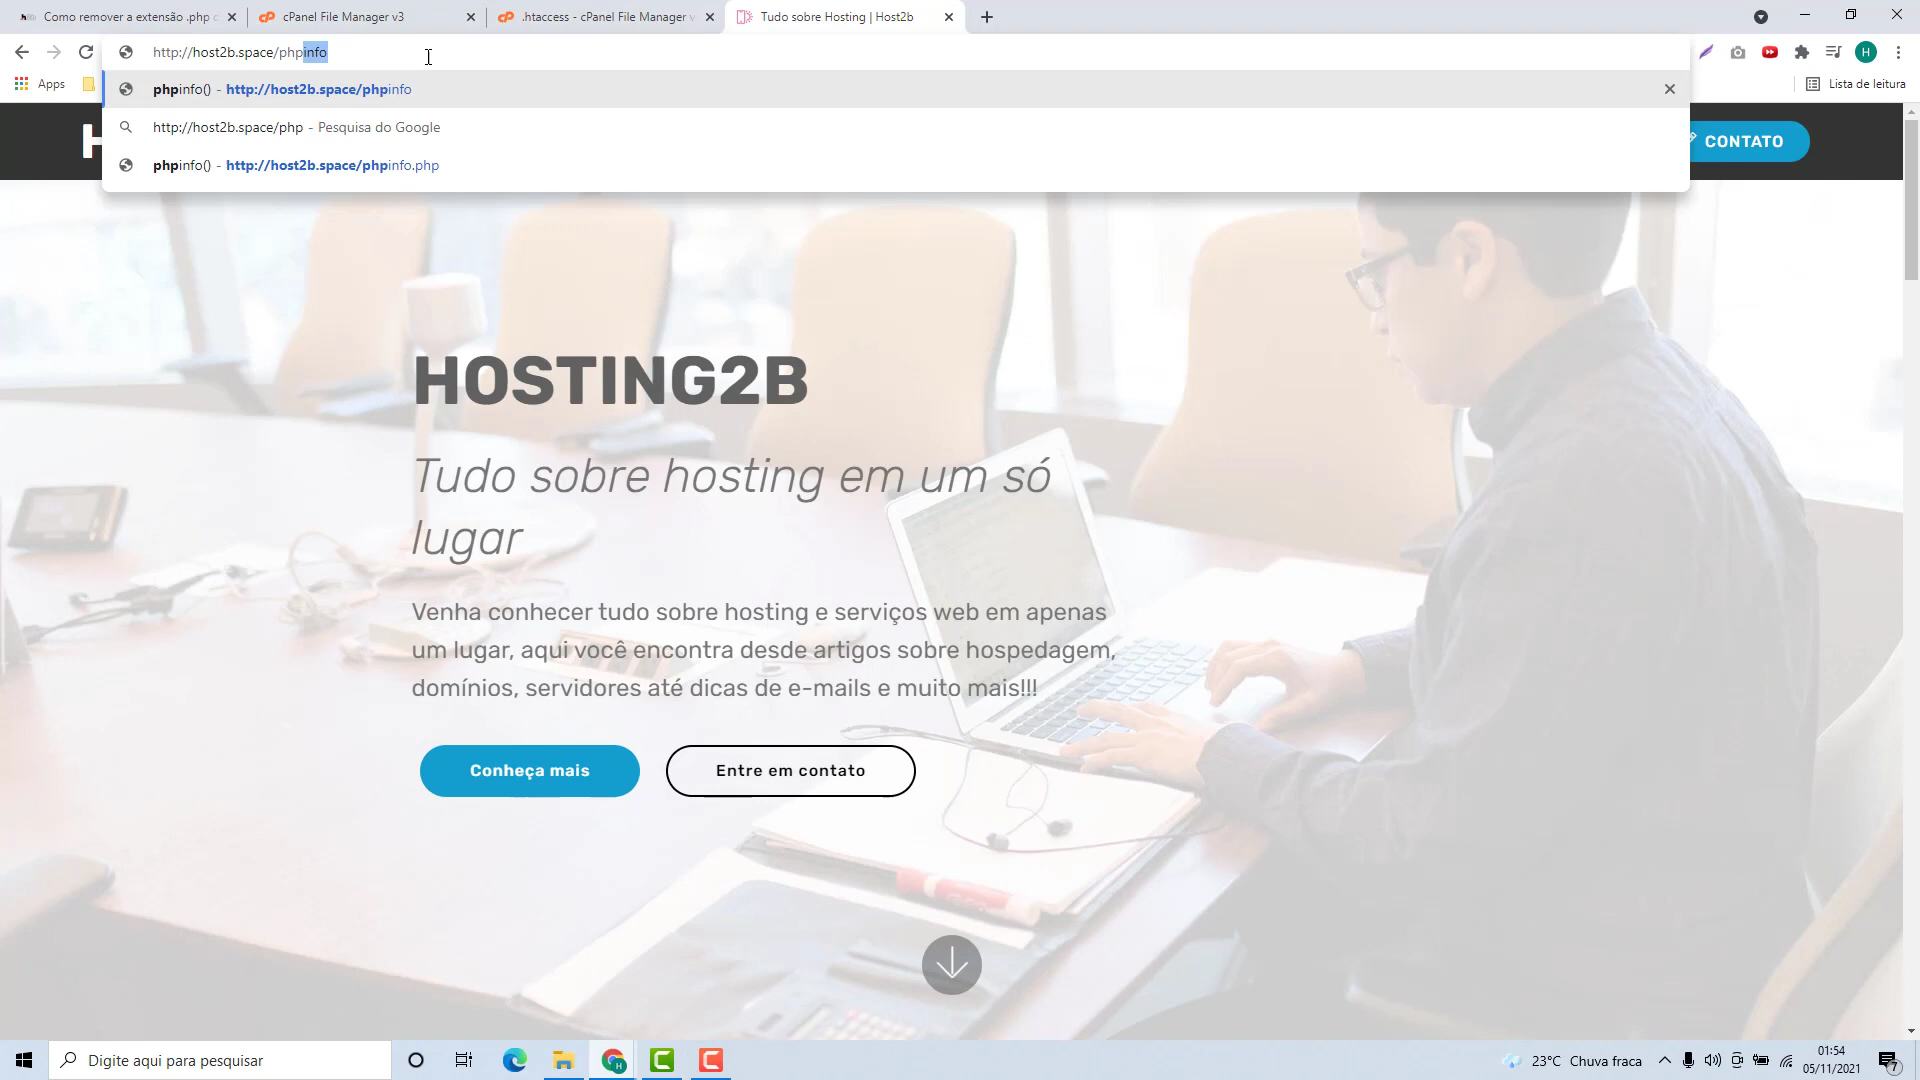 Como remover a extensão .php
cPanel File Manager v3
.htaccess - cPanel File Manager
Tudo sobre Hosting | Host2b
http://host2b.space/phpinfo
Apps
Lista de leitura
phpinfo() - http://host2b.space/phpinfo
http://host2b.space/php - Pesquisa do Google
phpinfo() - http://host2b.space/phpinfo.php
H
CONTATO
HOSTING2B
Tudo sobre hosting em um só
lugar
Venha conhecer tudo sobre hosting e serviços web em apenas
um lugar, aqui você encontra desde artigos sobre hospedagem,
domínios, servidores até dicas de e-mails e muito mais!!!
Conheça mais
Entre em contato
Digite aqui para pesquisar
23°C Chuva fraca
01:54
05/11/2021
7